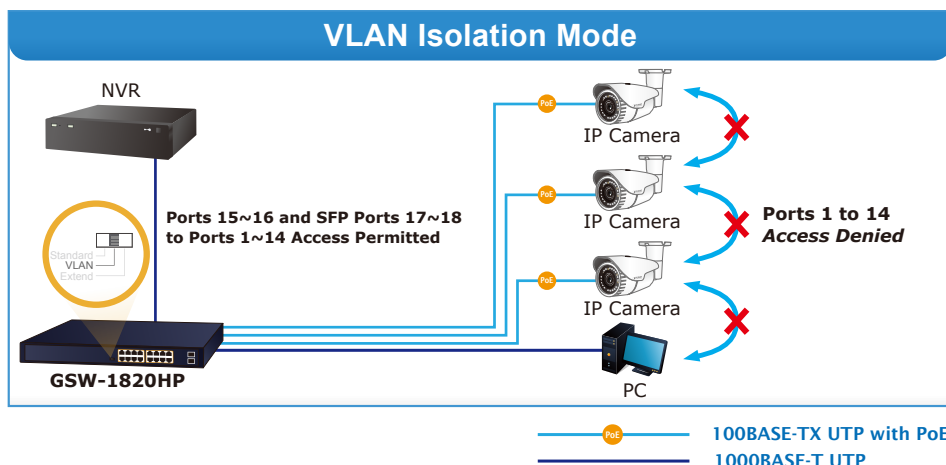 VLAN Isolation Mode
NVR
PoE
IP Camera
Ports 15~16 and SFP Ports 17~18
to Ports 1~14 Access Permitted
Standard
VLAN
Extend
PoE
IP Camera
Ports 1 to 14
Access Denied
PoE
IP Camera
GSW-1820HP
PC
PoE
100BASE-TX UTP with PoE
1000BASE-T UTP